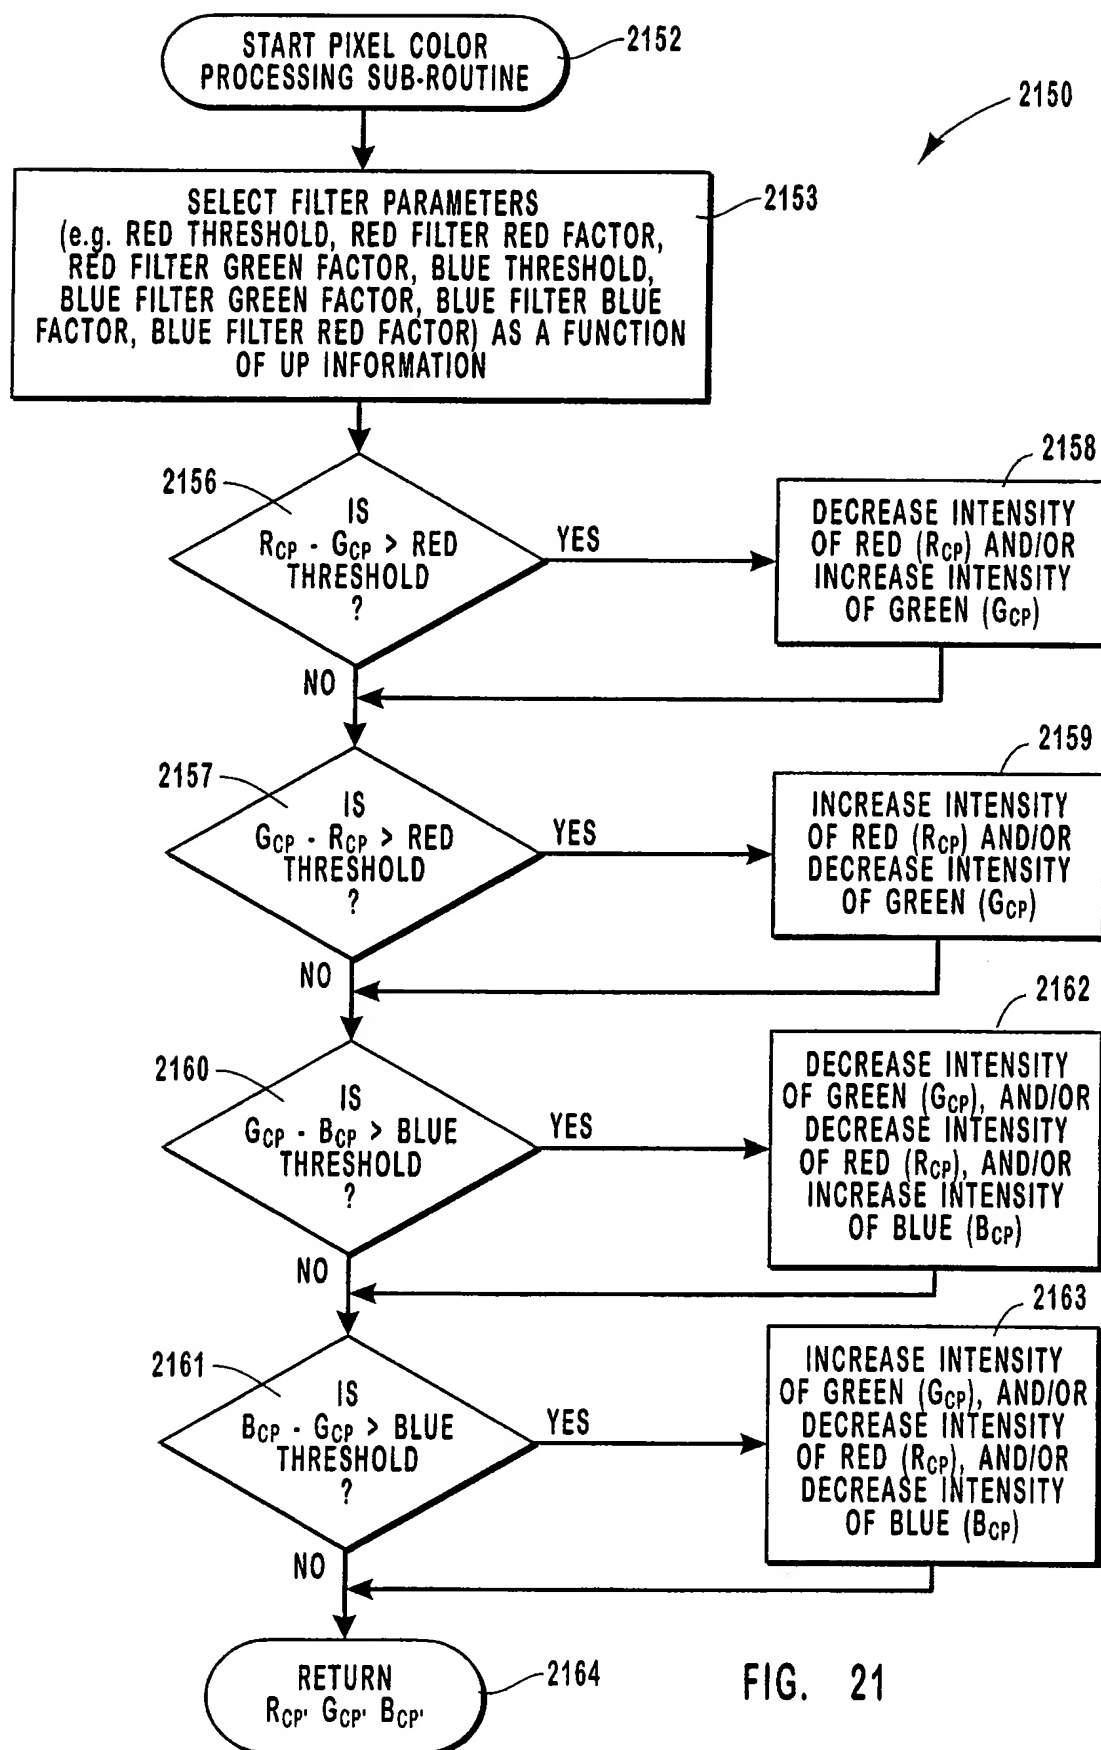 START PIXEL COLOR
PROCESSING SUB-ROUTINE
2152
2150
SELECT FILTER PARAMETERS
(e.g. RED THRESHOLD, RED FILTER RED FACTOR,
RED FILTER GREEN FACTOR, BLUE THRESHOLD,
BLUE FILTER GREEN FACTOR, BLUE FILTER BLUE
FACTOR, BLUE FILTER RED FACTOR) AS A FUNCTION
OF UP INFORMATION
2153
2156
IS
RCP - GCP > RED
THRESHOLD
?
YES
NO
2158
DECREASE INTENSITY
OF RED (RCP) AND/OR
INCREASE INTENSITY
OF GREEN (GCP)
2157
IS
GCP - RCP > RED
THRESHOLD
?
YES
NO
2159
INCREASE INTENSITY
OF RED (RCP) AND/OR
DECREASE INTENSITY
OF GREEN (GCP)
2160
IS
GCP - BCP > BLUE
THRESHOLD
?
YES
NO
2162
DECREASE INTENSITY
OF GREEN (GCP), AND/OR
DECREASE INTENSITY
OF RED (RCP), AND/OR
INCREASE INTENSITY
OF BLUE (BCP)
2161
IS
BCP - GCP > BLUE
THRESHOLD
?
YES
NO
2163
INCREASE INTENSITY
OF GREEN (GCP), AND/OR
DECREASE INTENSITY
OF RED (RCP), AND/OR
DECREASE INTENSITY
OF BLUE (BCP)
RETURN
RCP' GCP' BCP'
2164
FIG. 21